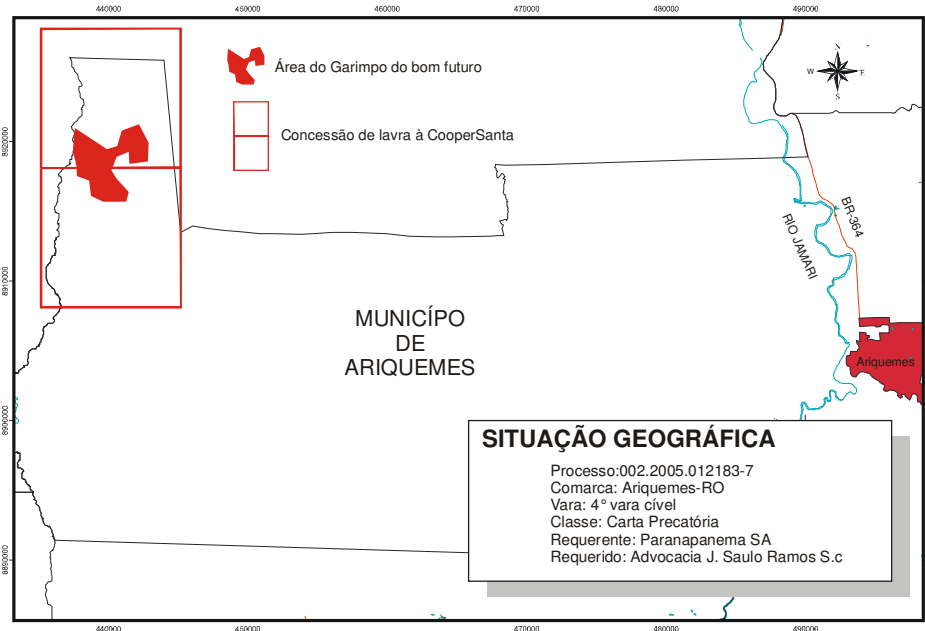 440000 450000 460000 470000 480000 490000
Área do Garimpo do bom futuro
Concessão de lavra à CooperSanta
N
W E
S
8920000
8910000
8900000
8890000
BR-364
RIO JAMARI
MUNICÍPO
DE
ARIQUEMES
Ariquemes
SITUAÇÃO GEOGRÁFICA
Processo:002.2005.012183-7
Comarca: Ariquemes-RO
Vara: 4° vara cível
Classe: Carta Precatória
Requerente: Paranapanema SA
Requerido: Advocacia J. Saulo Ramos S.c
440000 450000 470000 480000 490000